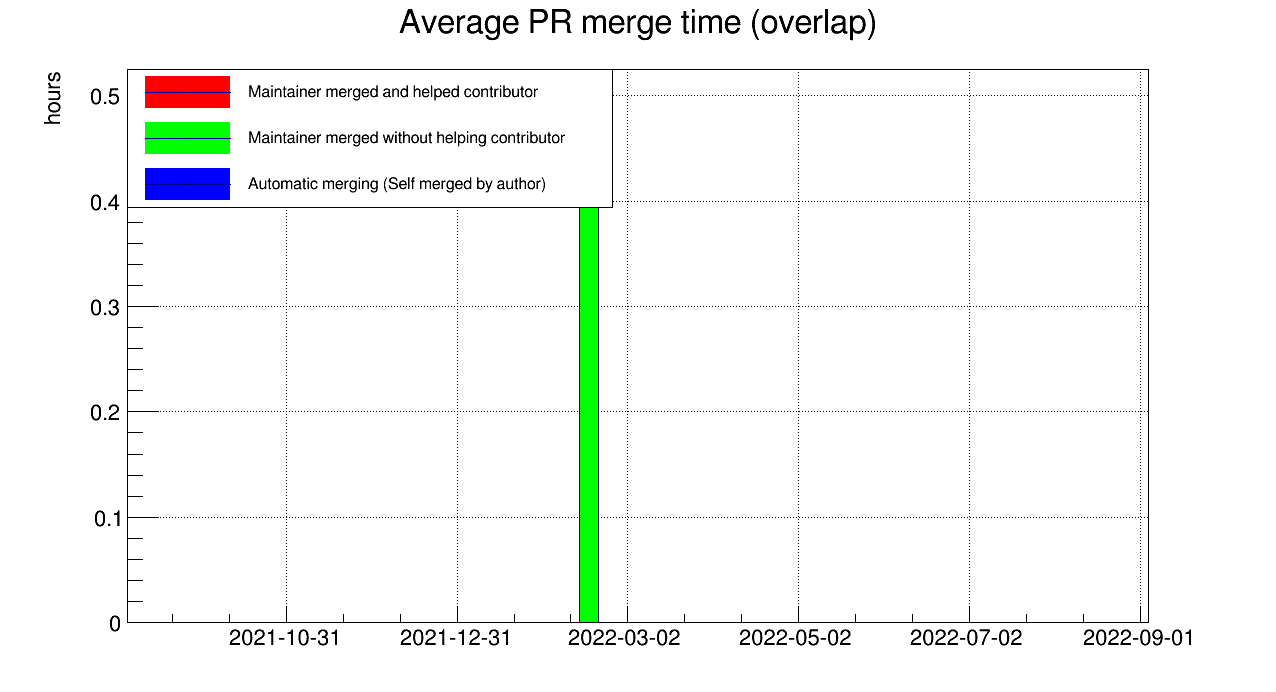 Average PR merge time (overlap)
hours
Maintainer merged and helped contributor
Maintainer merged without helping contributor
Automatic merging (Self merged by author)
0.5
0.4
0.3
0.2
0.1
0
2021-10-31
2021-12-31
2022-03-02
2022-05-02
2022-07-02
2022-09-01